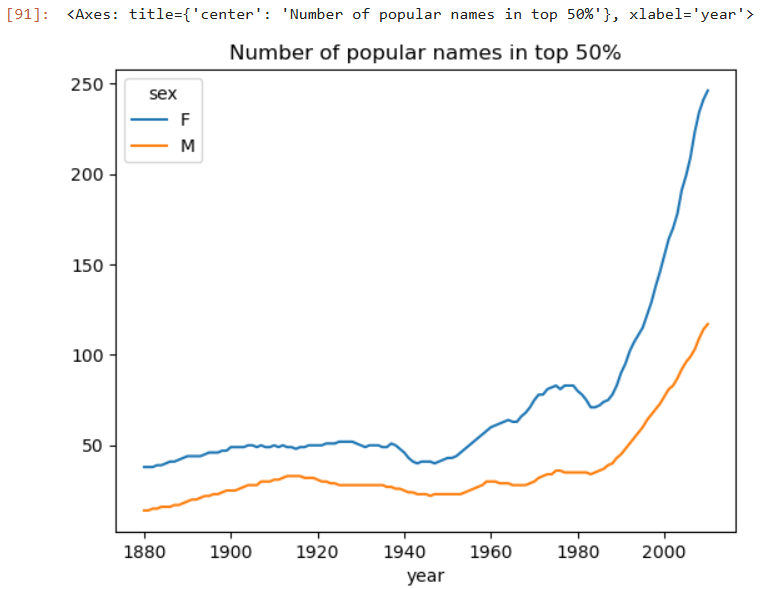 [91]: <Axes: title={'center': 'Number of popular names in top 50%'}, xlabel='year'>
Number of popular names in top 50%
250
sex
F
M
200
150
100
50
1880 1900 1920 1940 1960 1980 2000
year